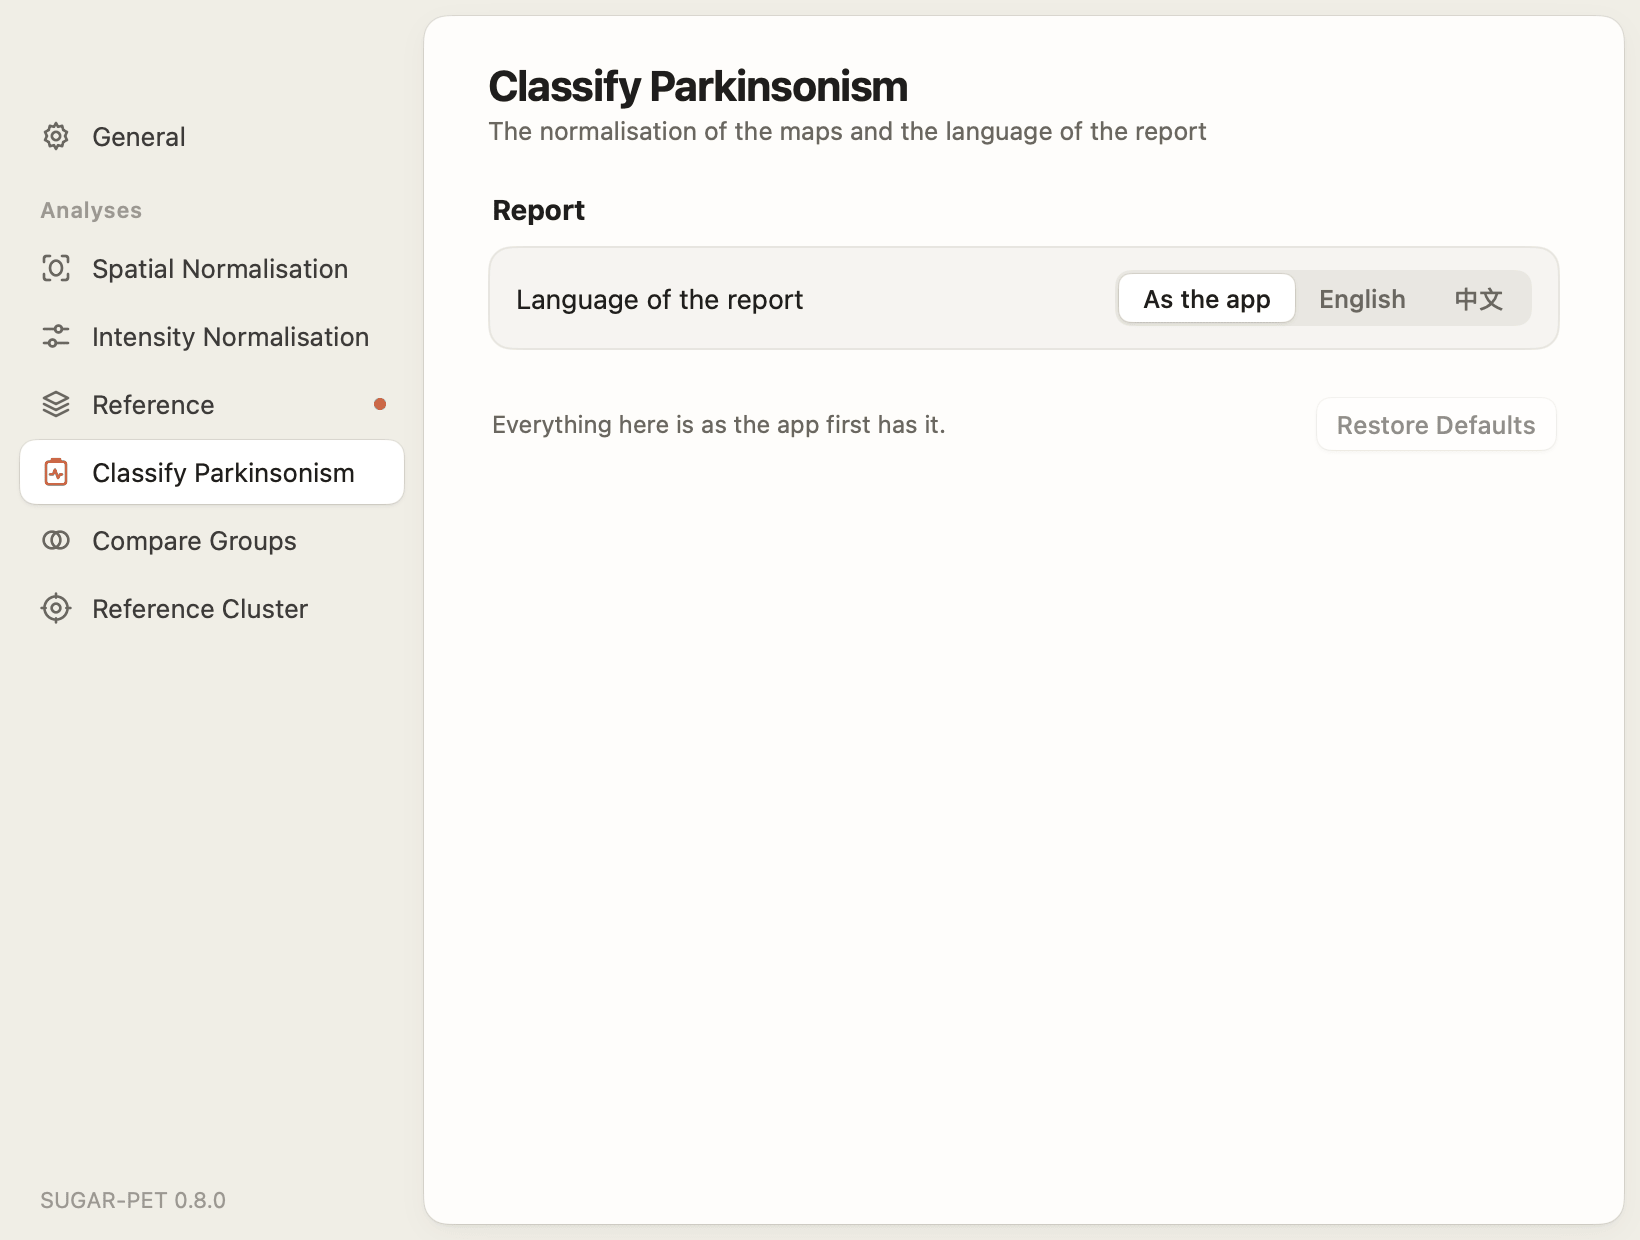 General
Analyses
Spatial Normalisation
Intensity Normalisation
Reference
Classify Parkinsonism
Compare Groups
Reference Cluster
SUGAR-PET 0.8.0
Classify Parkinsonism
The normalisation of the maps and the language of the report
Report
Language of the report
As the app
English
中文
Everything here is as the app first has it.
Restore Defaults